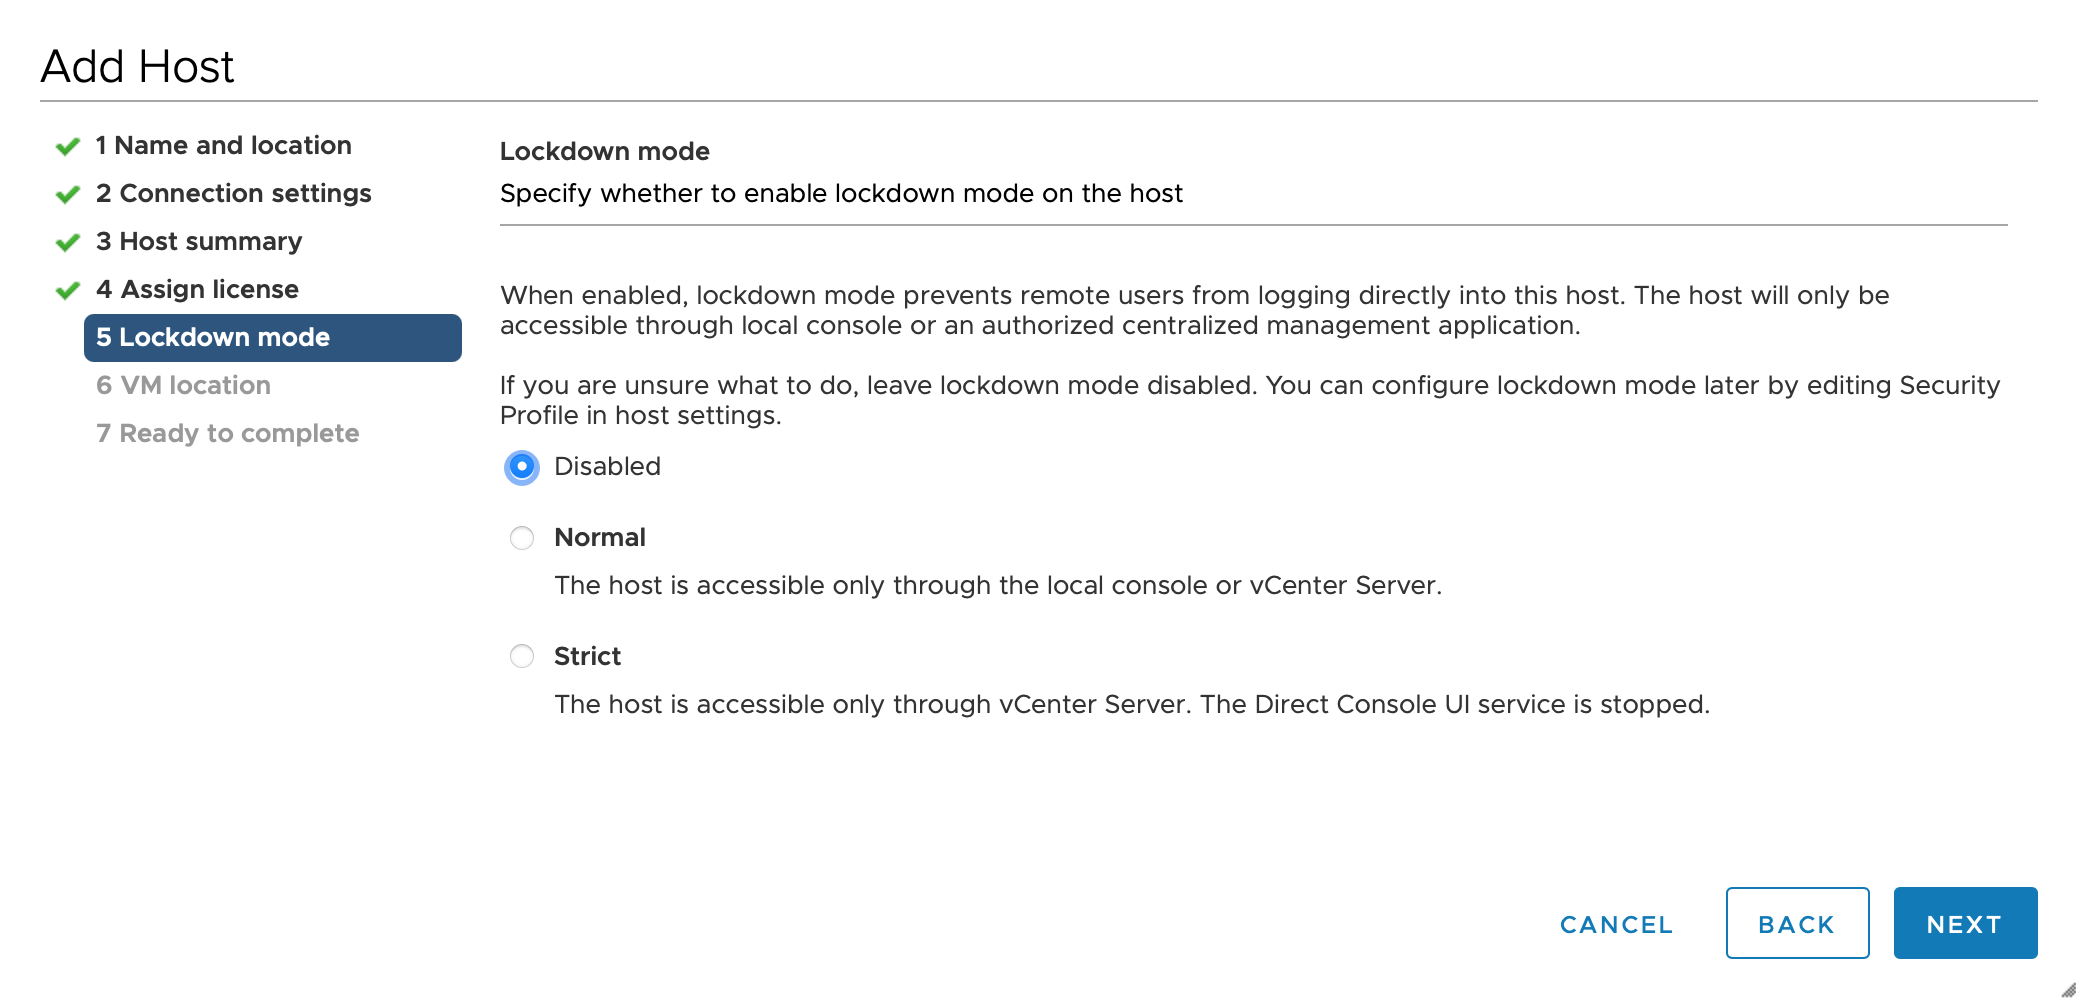 Add Host
1 Name and location
2 Connection settings
3 Host summary
4 Assign license
5 Lockdown mode
6 VM location
7 Ready to complete
Lockdown mode
Specify whether to enable lockdown mode on the host
When enabled, lockdown mode prevents remote users from logging directly into this host. The host will only be
accessible through local console or an authorized centralized management application.
If you are unsure what to do, leave lockdown mode disabled. You can configure lockdown mode later by editing Security
Profile in host settings.
Disabled
Normal
The host is accessible only through the local console or vCenter Server.
Strict
The host is accessible only through vCenter Server. The Direct Console UI service is stopped.
CANCEL
BACK
NEXT